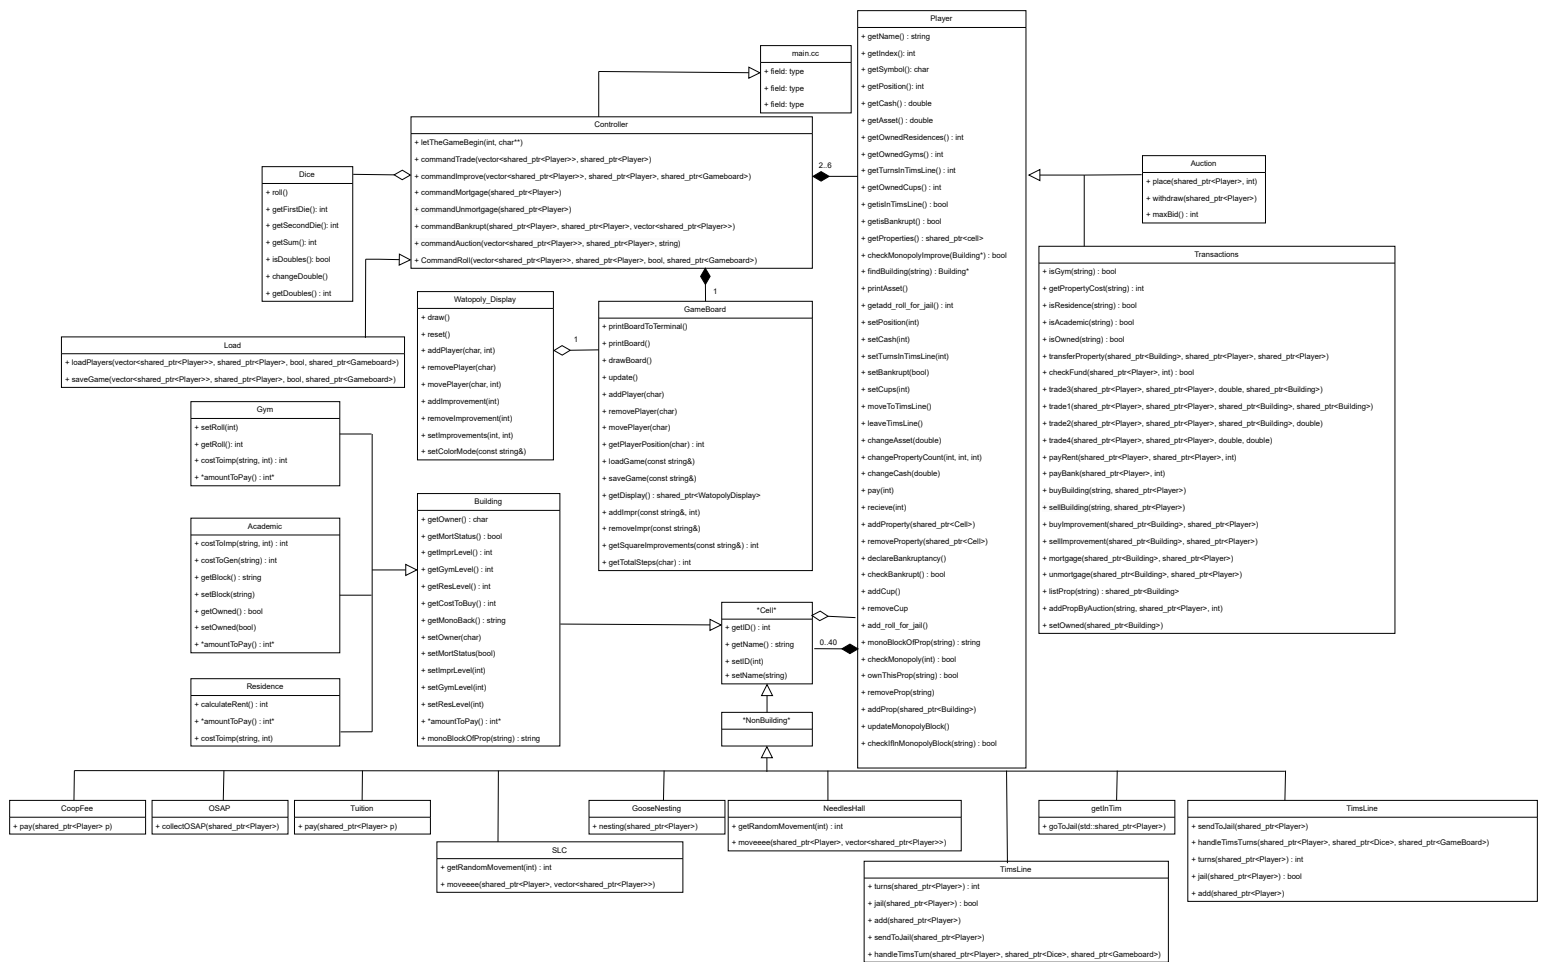 Player
+ getName() : string
+ getIndex(): int
+ getSymbol(): char
+ getPosition(): int
+ getCash() : double
+ getAsset() : double
+ getOwnedResidences() : int
+ getOwnedGyms() : int
+ getTurnsInTimsLine() : int
+ getOwnedCups() : int
+ getisInTimsLine() : bool
+ getisBankrupt() : bool
+ getProperties() : shared_ptr<cell>
+ checkMonopolyImprove(Building*) : bool
+ findBuilding(string) : Building*
+ printAsset()
+ getadd_roll_for_jail() : int
+ setPosition(int)
+ setCash(int)
+ setTurnsInTimsLine(int)
+ setBankrupt(bool)
+ setCups(int)
+ moveToTimsLine()
+ leaveTimsLine()
+ changeAsset(double)
+ changePropertyCount(int, int, int)
+ changeCash(double)
+ pay(int)
+ recieve(int)
+ addProperty(shared_ptr<Cell>)
+ removeProperty(shared_ptr<Cell>)
+ declareBankruptancy()
+ checkBankrupt() : bool
+ addCup()
+ removeCup
+ add_roll_for_jail()
+ monoBlockOfProp(string) : string
+ checkMonopoly(int) : bool
+ ownThisProp(string) : bool
+ removeProp(string)
+ addProp(shared_ptr<Building>)
+ updateMonopolyBlock()
+ checkIfInMonopolyBlock(string) : bool
main.cc
+ field: type
+ field: type
+ field: type
Controller
+ letTheGameBegin(int, char**)
+ commandTrade(vector<shared_ptr<Player>>, shared_ptr<Player>)
+ commandImprove(vector<shared_ptr<Player>>, shared_ptr<Player>, shared_ptr<Gameboard>)
+ commandMortgage(shared_ptr<Player>)
+ commandUnmortgage(shared_ptr<Player>)
+ commandBankrupt(shared_ptr<Player>, shared_ptr<Player>, vector<shared_ptr<Player>>)
+ commandAuction(vector<shared_ptr<Player>>, shared_ptr<Player>, string)
+ CommandRoll(vector<shared_ptr<Player>>, shared_ptr<Player>, bool, shared_ptr<Gameboard>)
2..6
Dice
+ roll()
+ getFirstDie(): int
+ getSecondDie(): int
+ getSum(): int
+ isDoubles(): bool
+ changeDouble()
+ getDoubles() : int
Auction
+ place(shared_ptr<Player>, int)
+ withdraw(shared_ptr<Player>)
+ maxBid() : int
Transactions
+ isGym(string) : bool
+ getPropertyCost(string) : int
+ isResidence(string) : bool
+ isAcademic(string) : bool
+ isOwned(string) : bool
+ transferProperty(shared_ptr<Building>, shared_ptr<Player>, shared_ptr<Player>)
+ checkFund(shared_ptr<Player>, int) : bool
+ trade3(shared_ptr<Player>, shared_ptr<Player>, double, shared_ptr<Building>)
+ trade1(shared_ptr<Player>, shared_ptr<Player>, shared_ptr<Building>, shared_ptr<Building>)
+ trade2(shared_ptr<Player>, shared_ptr<Player>, shared_ptr<Building>, double)
+ trade4(shared_ptr<Player>, shared_ptr<Player>, double, double)
+ payRent(shared_ptr<Player>, shared_ptr<Player>, int)
+ payBank(shared_ptr<Player>, int)
+ buyBuilding(string, shared_ptr<Player>)
+ sellBuilding(string, shared_ptr<Player>)
+ buyImprovement(shared_ptr<Building>, shared_ptr<Player>)
+ sellImprovement(shared_ptr<Building>, shared_ptr<Player>)
+ mortgage(shared_ptr<Building>, shared_ptr<Player>)
+ unmortgage(shared_ptr<Building>, shared_ptr<Player>)
+ listProp(string) : shared_ptr<Building>
+ addPropByAuction(string, shared_ptr<Player>, int)
+ setOwned(shared_ptr<Building>)
Load
+ loadPlayers(vector<shared_ptr<Player>>, shared_ptr<Player>, bool, shared_ptr<Gameboard>)
+ saveGame(vector<shared_ptr<Player>>, shared_ptr<Player>, bool, shared_ptr<Gameboard>)
Watopoly_Display
+ draw()
+ reset()
+ addPlayer(char, int)
+ removePlayer(char)
+ movePlayer(char, int)
+ addImprovement(int)
+ removeImprovement(int)
+ setImprovements(int, int)
+ setColorMode(const string&)
1
1
GameBoard
+ printBoardToTerminal()
+ printBoard()
+ drawBoard()
+ update()
+ addPlayer(char)
+ removePlayer(char)
+ movePlayer(char)
+ getPlayerPosition(char) : int
+ loadGame(const string&)
+ saveGame(const string&)
+ getDisplay() : shared_ptr<WatopolyDisplay>
+ addImpr(const string&, int)
+ removeImpr(const string&)
+ getSquareImprovements(const string&) : int
+ getTotalSteps(char) : int
Gym
+ setRoll(int)
+ getRoll(): int
+ costToimp(string, int) : int
+ *amountToPay() : int*
Academic
+ costToImp(string, int) : int
+ costToGen(string) : int
+ getBlock() : string
+ setBlock(string)
+ getOwned() : bool
+ setOwned(bool)
+ *amountToPay() : int*
Residence
+ calculateRent() : int
+ *amountToPay() : int*
+ costToimp(string, int)
Building
+ getOwner() : char
+ getMortStatus() : bool
+ getImprLevel() : int
+ getGymLevel() : int
+ getResLevel() : int
+ getCostToBuy() : int
+ getMonoBack() : string
+ setOwner(char)
+ setMortStatus(bool)
+ setImprLevel(int)
+ setGymLevel(int)
+ setResLevel(int)
+ *amountToPay() : int*
+ monoBlockOfProp(string) : string
*Cell*
+ getID() : int
+ getName() : string
+ setID(int)
+ setName(string)
0..40
*NonBuilding*
CoopFee
+ pay(shared_ptr<Player> p)
OSAP
+ collectOSAP(shared_ptr<Player>)
Tuition
+ pay(shared_ptr<Player> p)
SLC
+ getRandomMovement(int) : int
+ moveeee(shared_ptr<Player>, vector<shared_ptr<Player>>)
GooseNesting
+ nesting(shared_ptr<Player>)
NeedlesHall
+ getRandomMovement(int) : int
+ moveeee(shared_ptr<Player>, vector<shared_ptr<Player>>)
TimsLine
+ turns(shared_ptr<Player>) : int
+ jail(shared_ptr<Player>) : bool
+ add(shared_ptr<Player>)
+ sendToJail(shared_ptr<Player>)
+ handleTimsTurn(shared_ptr<Player>, shared_ptr<Dice>, shared_ptr<Gameboard>)
getInTim
+ goToJail(std::shared_ptr<Player>)
TimsLine
+ sendToJail(shared_ptr<Player>)
+ handleTimsTurns(shared_ptr<Player>, shared_ptr<Dice>, shared_ptr<GameBoard>)
+ turns(shared_ptr<Player>) : int
+ jail(shared_ptr<Player>) : bool
+ add(shared_ptr<Player>)